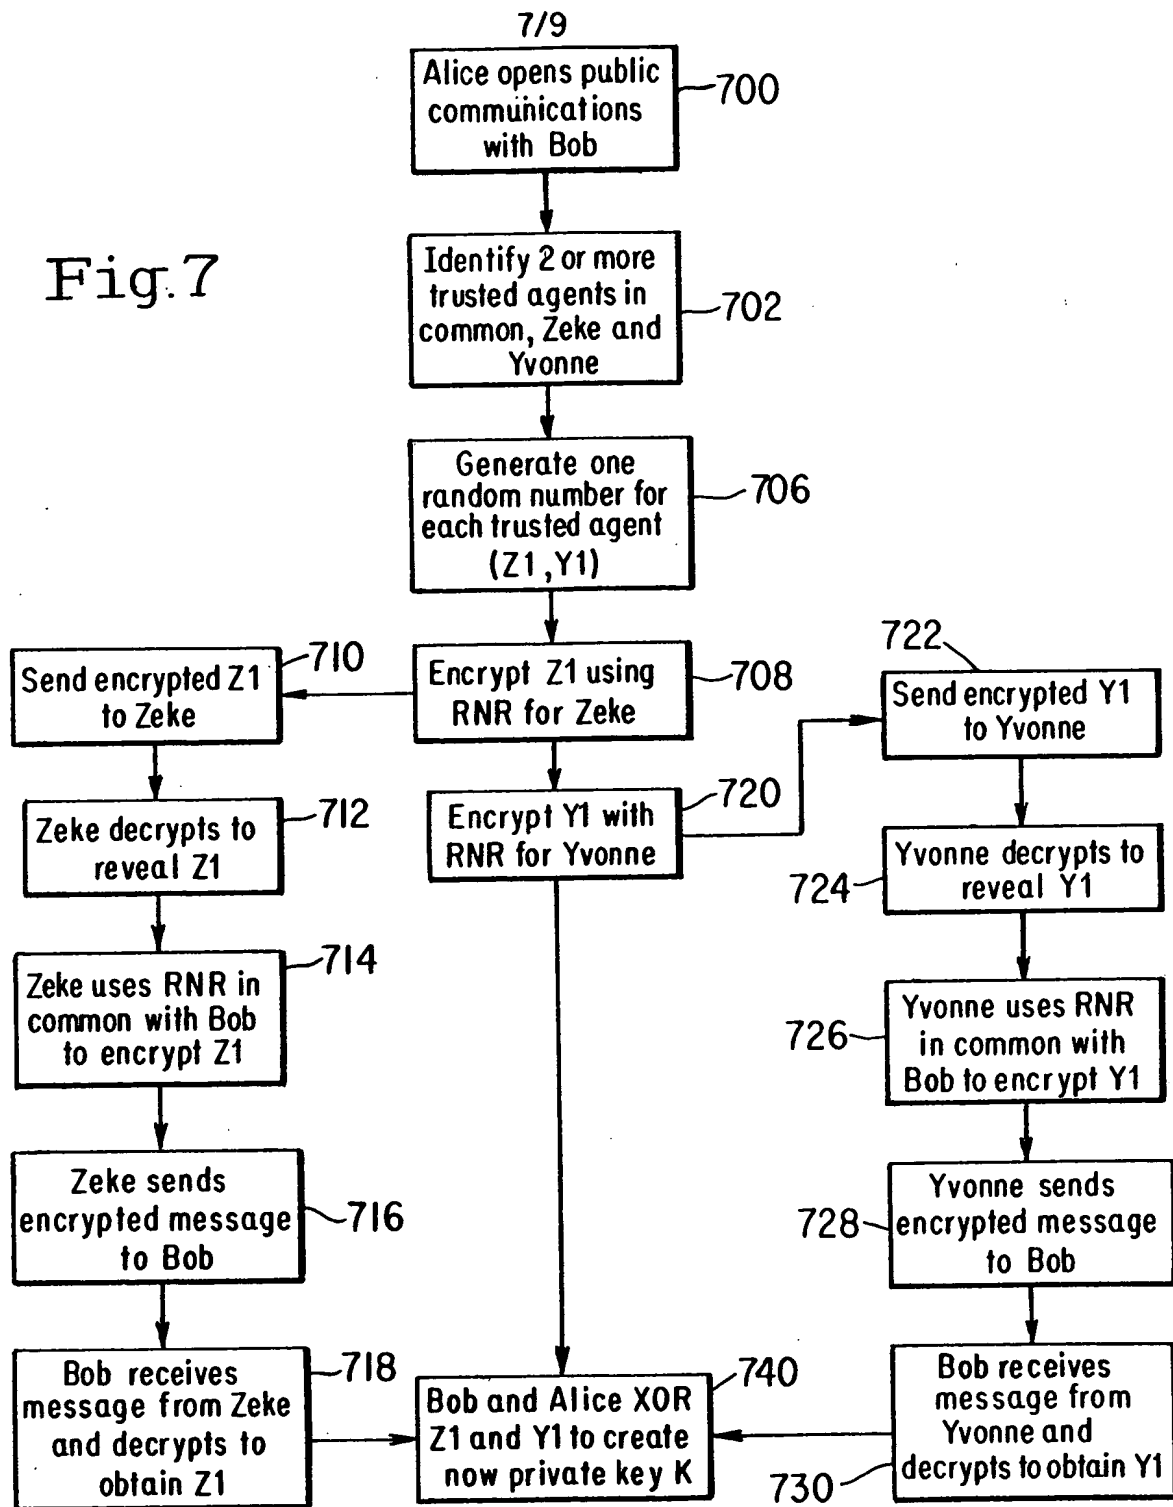 7/9
Alice opens public
communications
with Bob
700
Fig.7
Identify 2 or more
trusted agents in
common, Zeke and
Yvonne
702
Generate one
random number for
each trusted agent
(Z1,Y1)
706
Encrypt Z1 using
RNR for Zeke
708
Send encrypted Z1
to Zeke
710
Zeke decrypts to
reveal Z1
712
Zeke uses RNR in
common with Bob
to encrypt Z1
714
Zeke sends
encrypted message
to Bob
716
Bob receives
message from Zeke
and decrypts to
obtain Z1
718
Encrypt Y1 with
RNR for Yvonne
720
722
Send encrypted Y1
to Yvonne
Yvonne decrypts to
reveal Y1
724
Yvonne uses RNR
in common with
Bob to encrypt Y1
726
Yvonne sends
encrypted message
to Bob
728
Bob receives
message from
Yvonne and
decrypts to obtain Y1
730
740
Bob and Alice XOR
Z1 and Y1 to create
now private key K